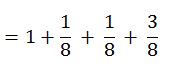 = 1 + 1/8 + 1/8 + 3/8